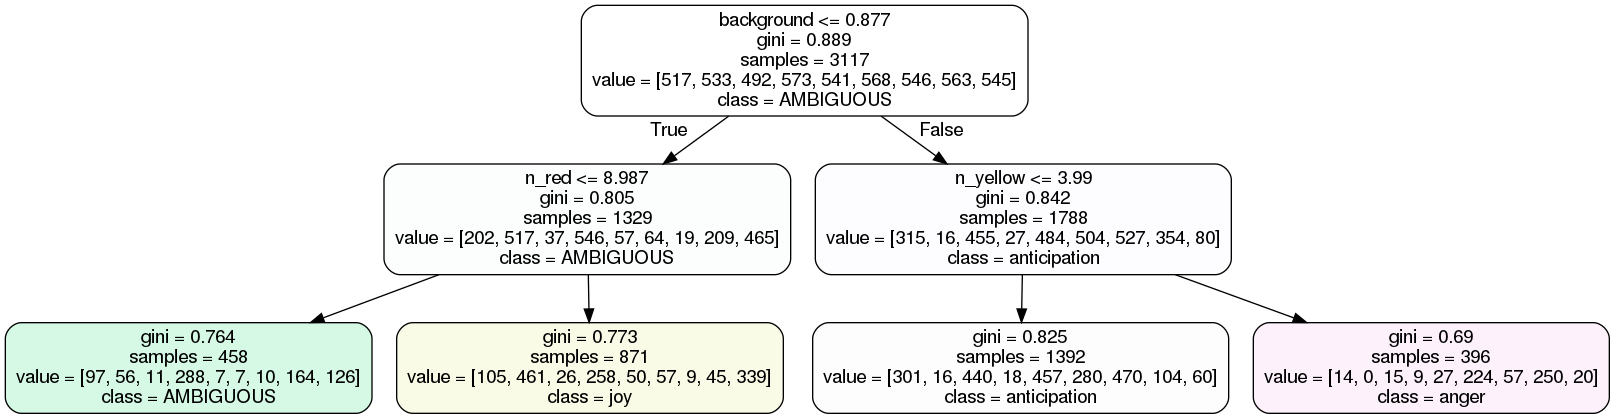 background <= 0.877
gini = 0.889
samples = 3117
value = [517, 533, 492, 573, 541, 568, 546, 563, 545]
class = AMBIGUOUS
True
False
n_red <= 8.987
gini = 0.805
samples = 1329
value = [202, 517, 37, 546, 57, 64, 19, 209, 465]
class = AMBIGUOUS
n_yellow <= 3.99
gini = 0.842
samples = 1788
value = [315, 16, 455, 27, 484, 504, 527, 354, 80]
class = anticipation
gini = 0.764
samples = 458
value = [97, 56, 11, 288, 7, 7, 10, 164, 126]
class = AMBIGUOUS
gini = 0.773
samples = 871
value = [105, 461, 26, 258, 50, 57, 9, 45, 339]
class = joy
gini = 0.825
samples = 1392
value = [301, 16, 440, 18, 457, 280, 470, 104, 60]
class = anticipation
gini = 0.69
samples = 396
value = [14, 0, 15, 9, 27, 224, 57, 250, 20]
class = anger